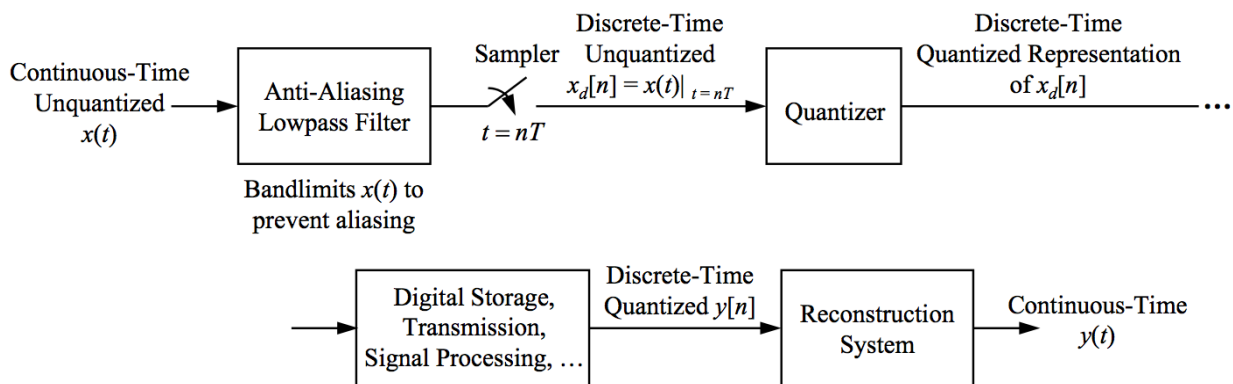 Continuous-Time
Unquantized
x(t)
Anti-Aliasing
Lowpass Filter
Bandlimits x(t) to
prevent aliasing
Sampler
t = nT
Discrete-Time
Unquantized
x_d[n] = x(t)| t = nT
Quantizer
Discrete-Time
Quantized Representation
of x_d[n]
...
Digital Storage,
Transmission,
Signal Processing, …
Discrete-Time
Quantized y[n]
Reconstruction
System
Continuous-Time
y(t)